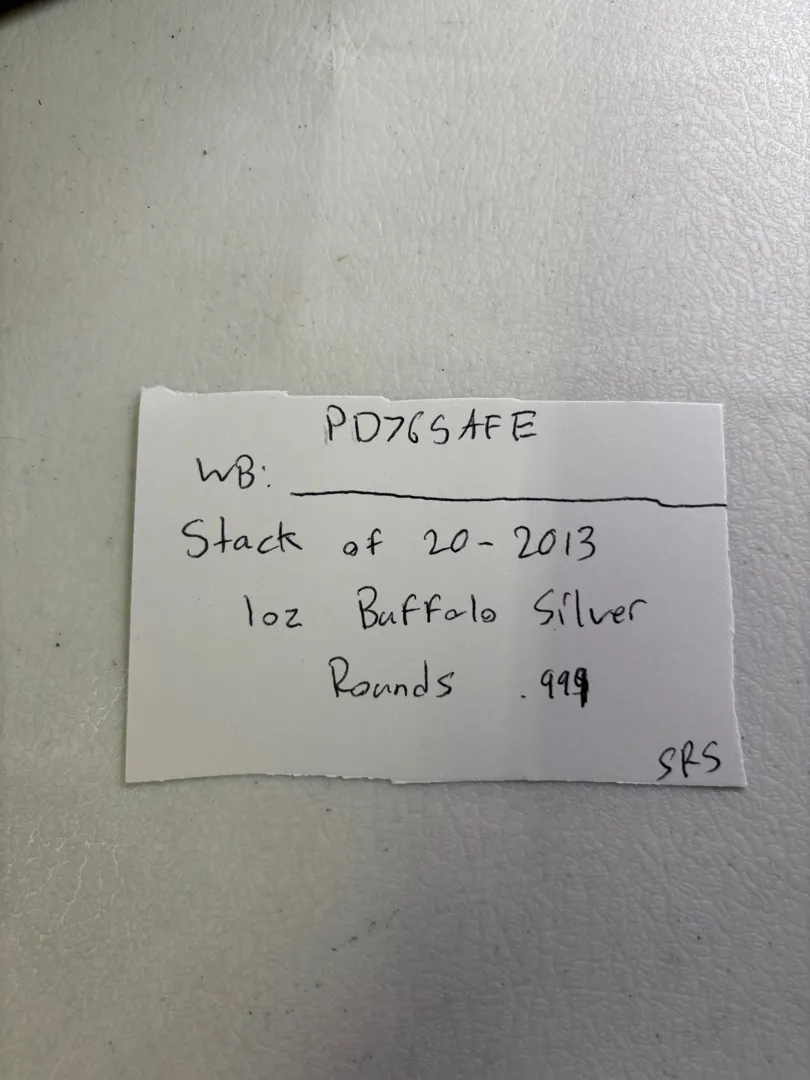 PD76SAFE
WB:
Stack of 20 - 2013
1oz Buffalo Silver
Rounds .999
SRS